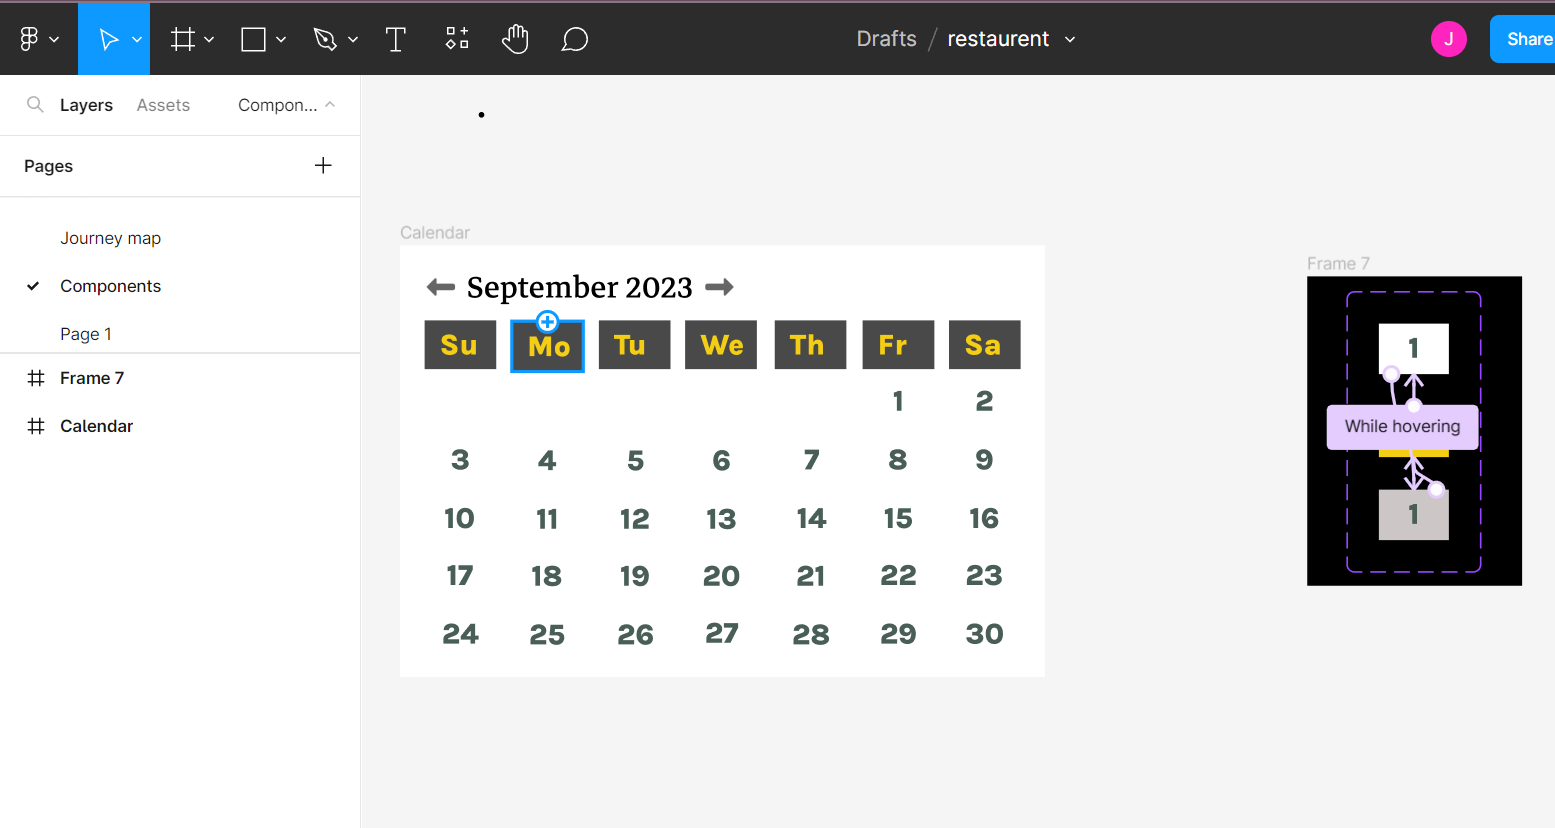 Drafts / restaurent
J
Share
Layers Assets Compon...
Pages
Journey map
Components
Page 1
Frame 7
Calendar
Calendar
September 2023
Su Mo Tu We Th Fr Sa
1 2
3 4 5 6 7 8 9
10 11 12 13 14 15 16
17 18 19 20 21 22 23
24 25 26 27 28 29 30
Frame 7
1
While hovering
1